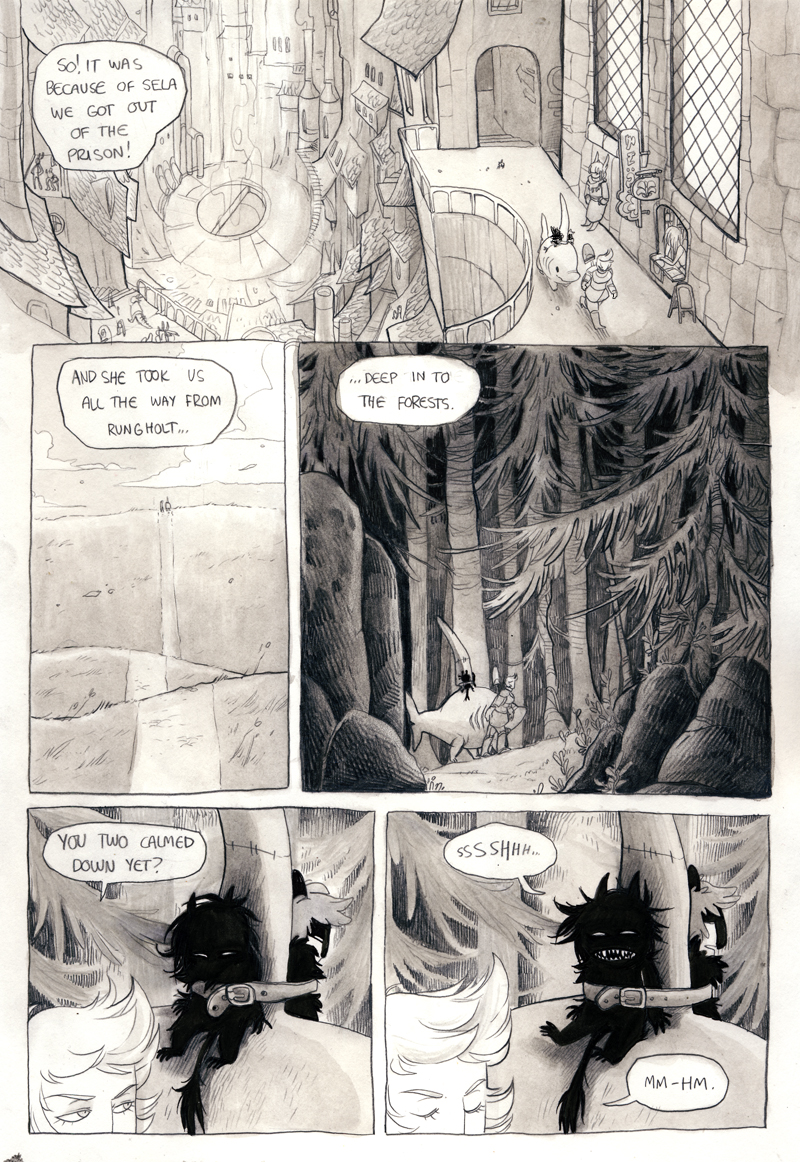 SO! IT WAS
BECAUSE OF SELA
WE GOT OUT
OF THE
PRISON!
AND SHE TOOK US
ALL THE WAY FROM
RUNGHOLT...
...DEEP IN TO
THE FORESTS.
YOU TWO CALMED
DOWN YET?
SSSSHHH...
MM-HM.